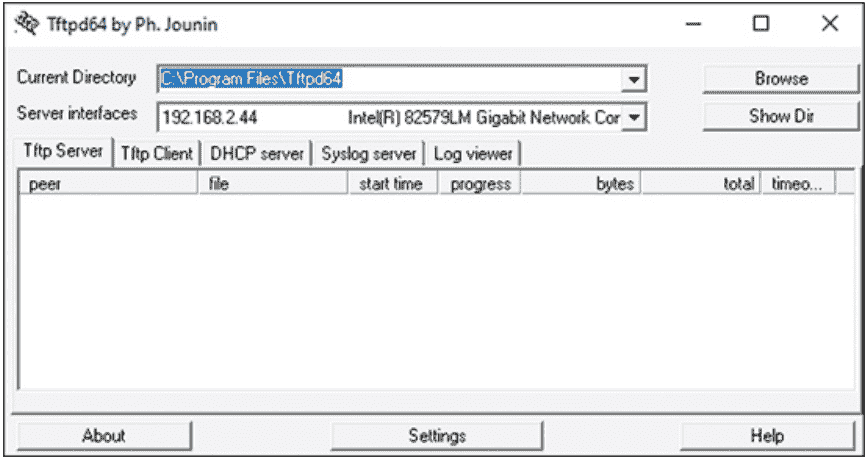 Tftpd64 by Ph. Jounin
Current Directory C:\Program Files\Tftpd64 Browse
Server interfaces 192.168.2.44 Intel(R) 82579LM Gigabit Network Cor Show Dir
Tftp Server Tftp Client DHCP server Syslog server Log viewer
peer file start time progress bytes total timeo...
About Settings Help